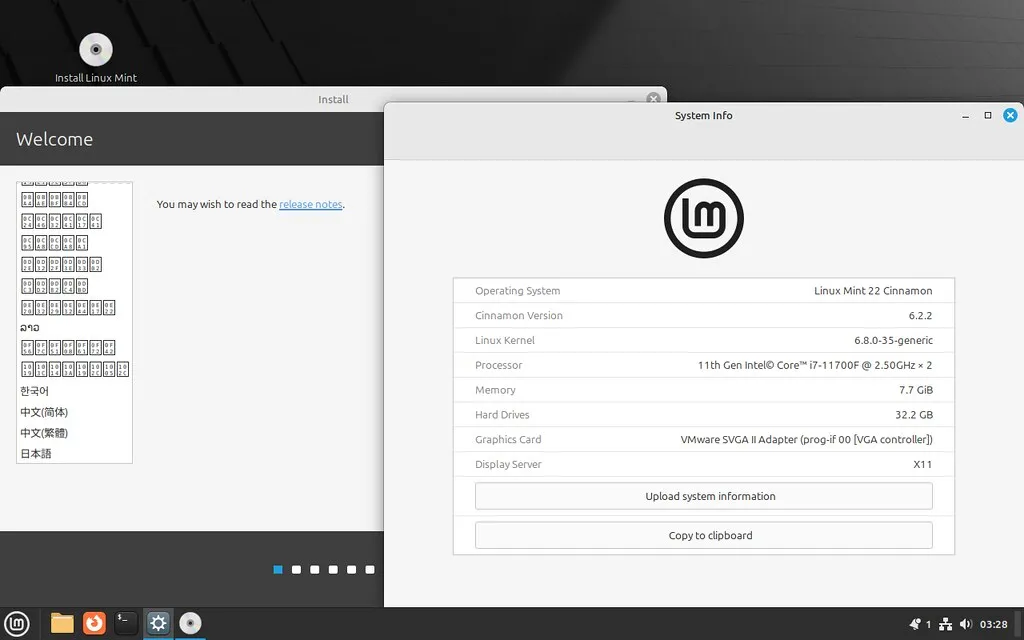 Install Linux Mint
Install
Welcome
You may wish to read the release notes.
ລາວ
한국어
中文(简体)
中文(繁體)
日本語
System Info
Operating System Linux Mint 22 Cinnamon
Cinnamon Version 6.2.2
Linux Kernel 6.8.0-35-generic
Processor 11th Gen Intel© Core™ i7-11700F @ 2.50GHz × 2
Memory 7.7 GiB
Hard Drives 32.2 GB
Graphics Card VMware SVGA II Adapter (prog-if 00 [VGA controller])
Display Server X11
Upload system information
Copy to clipboard
1 03:28